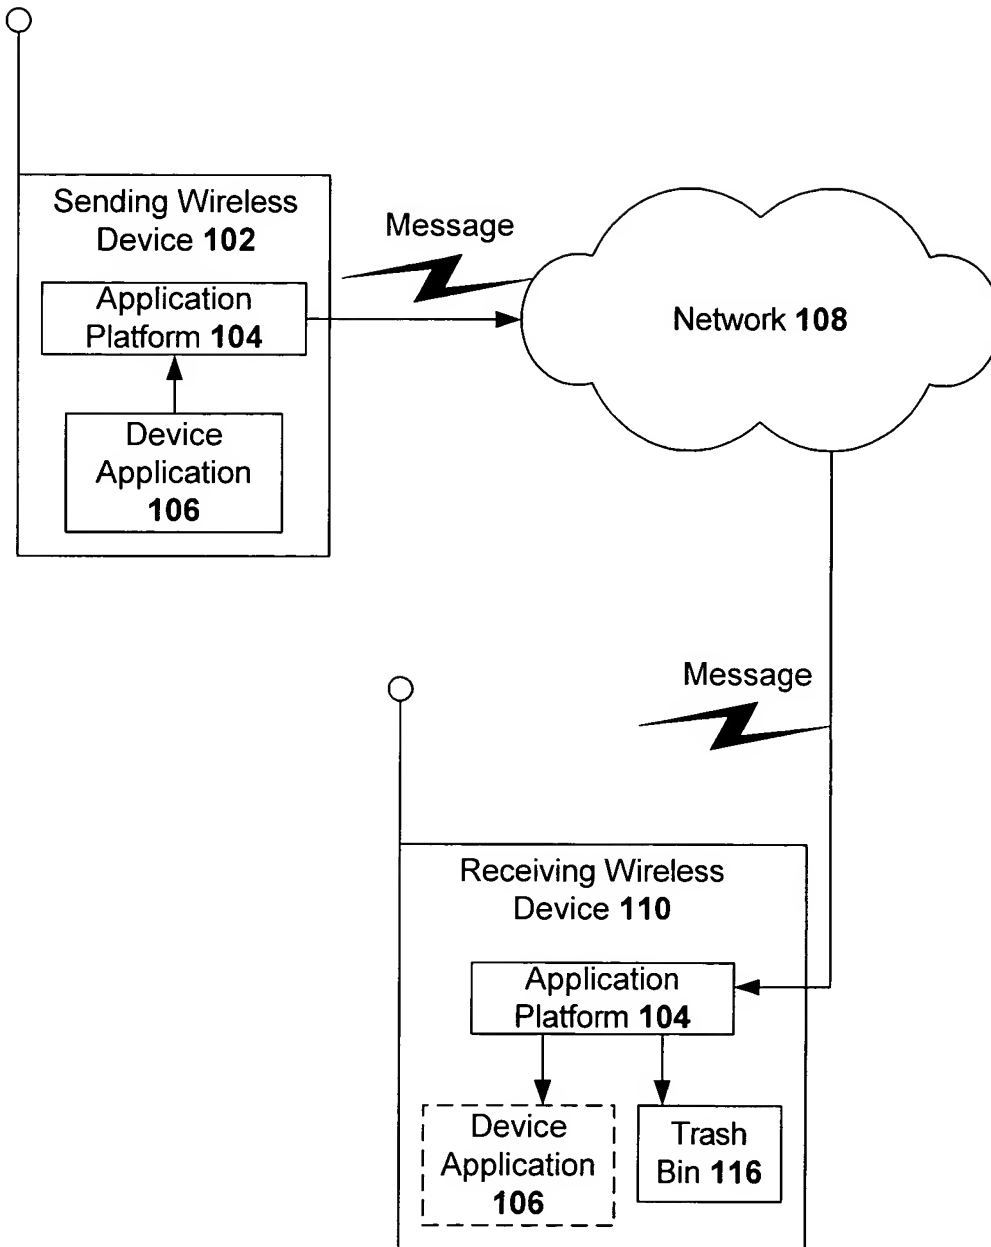 Sending Wireless
Device 102
Message
Application
Platform 104
Network 108
Device
Application
106
Message
Receiving Wireless
Device 110
Application
Platform 104
Device
Application
106
Trash
Bin 116